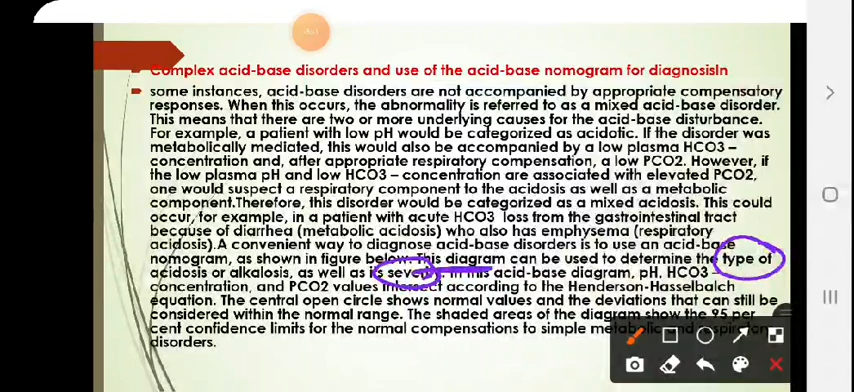 Complex acid-base disorders and use of the acid-base nomogram for diagnosisIn
some instances, acid-base disorders are not accompanied by appropriate compensatory
responses. When this occurs, the abnormality is referred to as a mixed acid-base disorder.
This means that there are two or more underlying causes for the acid-base disturbance.
For example, a patient with low pH would be categorized as acidotic. If the disorder was
metabolically mediated, this would also be accompanied by a low plasma HCO3 –
concentration and, after appropriate respiratory compensation, a low PCO2. However, if
the low plasma pH and low HCO3 – concentration are associated with elevated PCO2,
one would suspect a respiratory component to the acidosis as well as a metabolic
component.Therefore, this disorder would be categorized as a mixed acidosis. This could
occur, for example, in a patient with acute HCO3 loss from the gastrointestinal tract
because of diarrhea (metabolic acidosis) who also has emphysema (respiratory
acidosis).A convenient way to diagnose acid-base disorders is to use an acid-base
nomogram, as shown in figure below. This diagram can be used to determine the type of
acidosis or alkalosis, as well as its acid-base diagram, pH, HCO3 –
concentration, and PCO2 values intersect according to the Henderson-Hasselbalch
equation. The central open circle shows normal values and the deviations that can still be
considered within the normal range. The shaded areas of the diagram show the 95 per
cent confidence limits for the normal compensations to simple metabolic and respiratory
disorders.